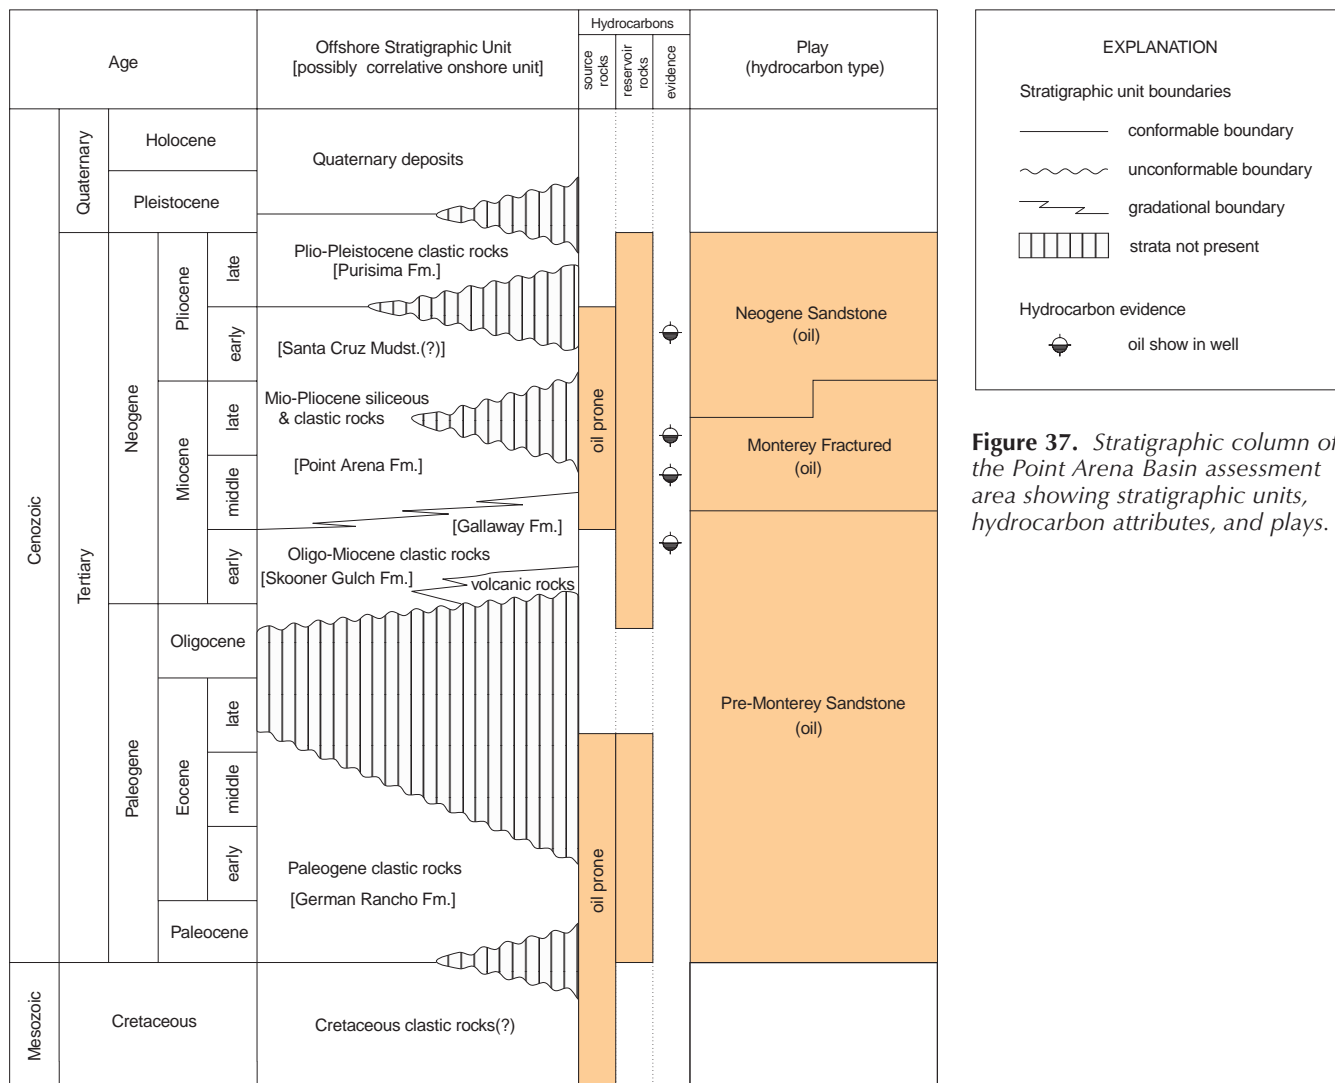 Age
Offshore Stratigraphic Unit
[possibly correlative onshore unit]
Hydrocarbons
source
rocks
reservoir
rocks
evidence
Play
(hydrocarbon type)
Cenozoic
Mesozoic
Quaternary
Tertiary
Holocene
Pleistocene
Neogene
Pliocene
late
early
Miocene
late
middle
early
Paleogene
Oligocene
Eocene
late
middle
early
Paleocene
Cretaceous
Quaternary deposits
Plio-Pleistocene clastic rocks
[Purisima Fm.]
[Santa Cruz Mudst.(?)]
Mio-Pliocene siliceous
& clastic rocks
[Point Arena Fm.]
[Gallaway Fm.]
Oligo-Miocene clastic rocks
[Skooner Gulch Fm.]
volcanic rocks
Paleogene clastic rocks
[German Rancho Fm.]
Cretaceous clastic rocks(?)
oil prone
oil prone
Neogene Sandstone
(oil)
Monterey Fractured
(oil)
Pre-Monterey Sandstone
(oil)
EXPLANATION
Stratigraphic unit boundaries
conformable boundary
unconformable boundary
gradational boundary
strata not present
Hydrocarbon evidence
oil show in well
Figure 37. Stratigraphic column of
the Point Arena Basin assessment
area showing stratigraphic units,
hydrocarbon attributes, and plays.